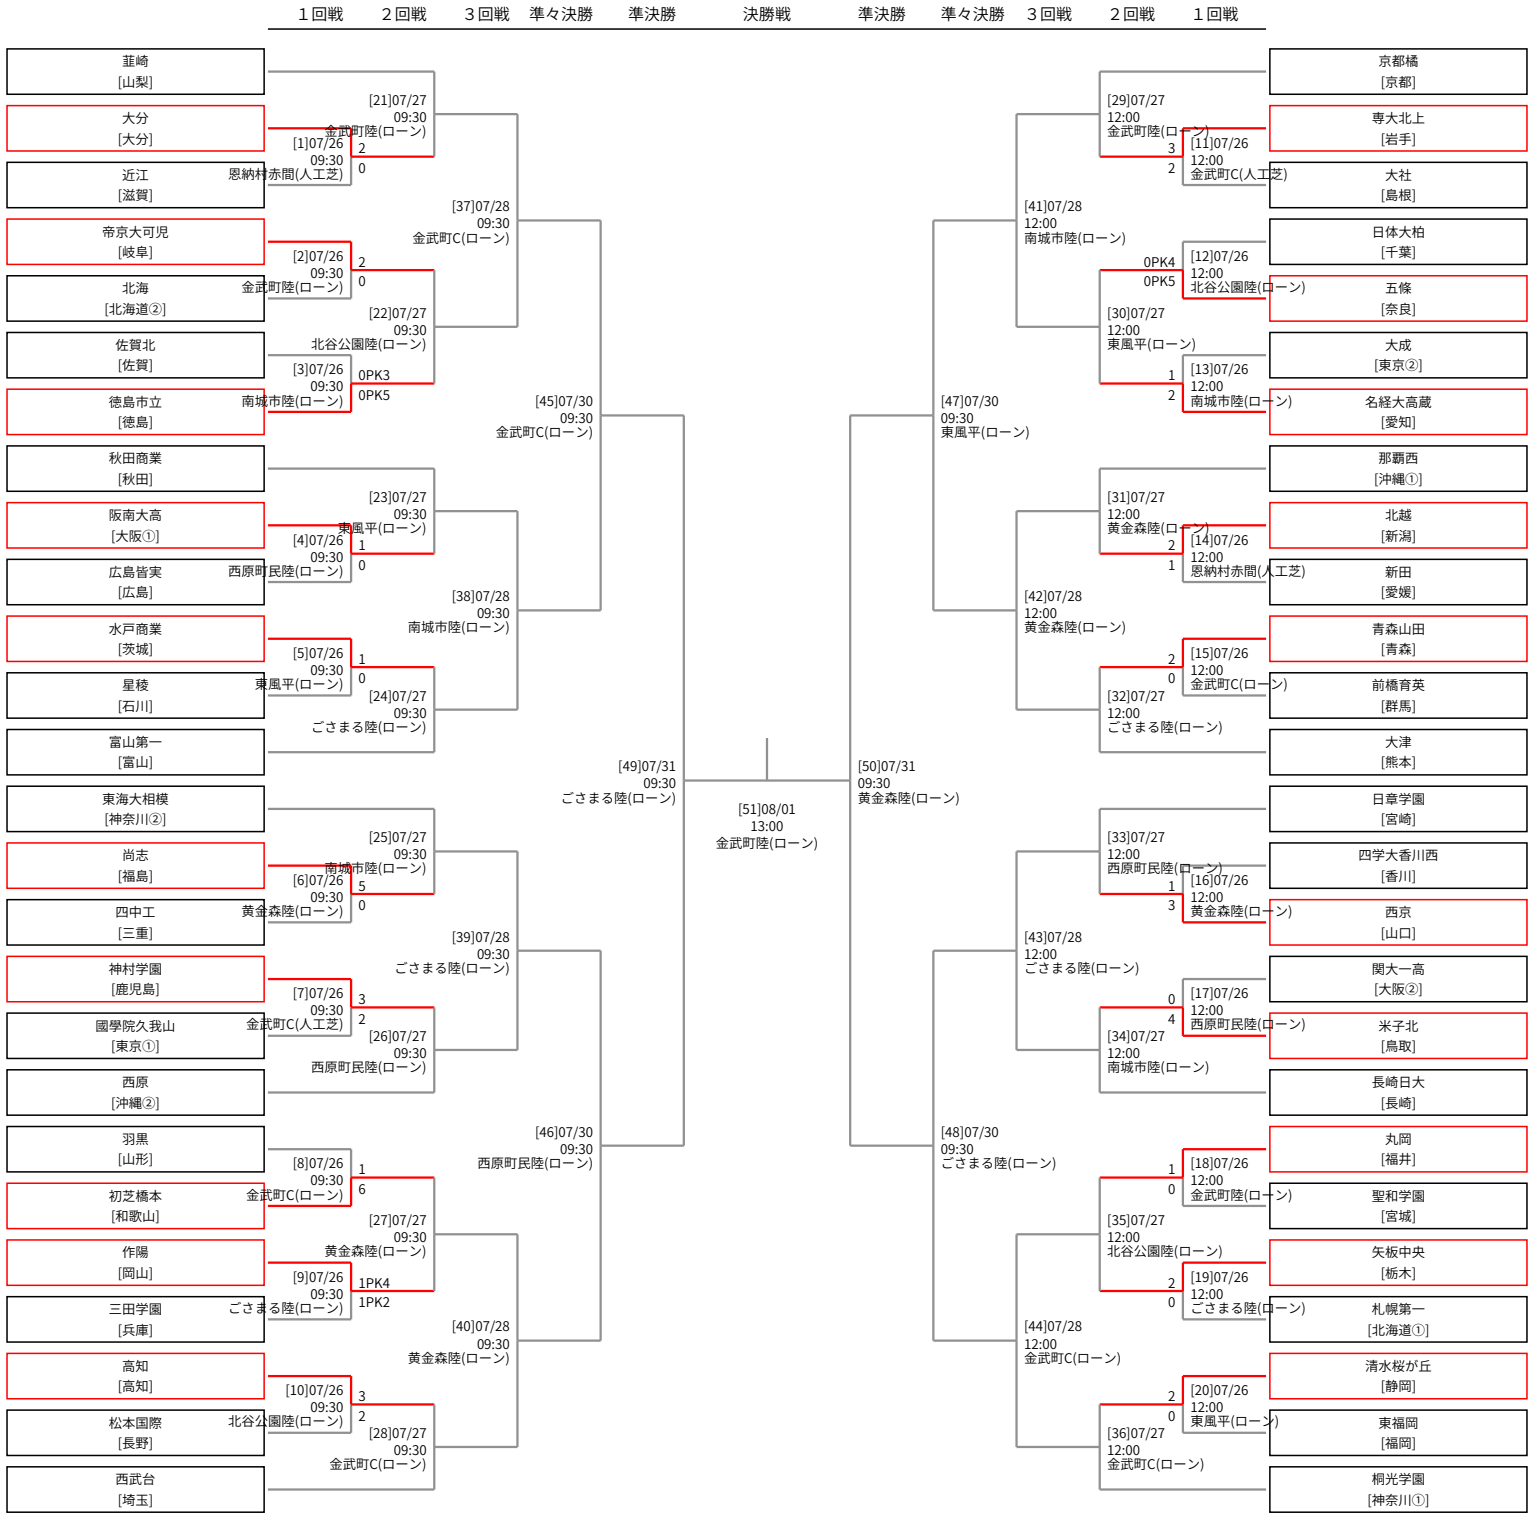 １回戦 ２回戦 ３回戦 準々決勝 準決勝 決勝戦 準決勝 準々決勝 ３回戦 ２回戦 １回戦
韮崎
[山梨]
大分
[大分]
近江
[滋賀]
帝京大可児
[岐阜]
北海
[北海道②]
佐賀北
[佐賀]
徳島市立
[徳島]
秋田商業
[秋田]
阪南大高
[大阪①]
広島皆実
[広島]
水戸商業
[茨城]
星稜
[石川]
富山第一
[富山]
東海大相模
[神奈川②]
尚志
[福島]
四中工
[三重]
神村学園
[鹿児島]
國學院久我山
[東京①]
西原
[沖縄②]
羽黒
[山形]
初芝橋本
[和歌山]
作陽
[岡山]
三田学園
[兵庫]
高知
[高知]
松本国際
[長野]
西武台
[埼玉]
[1]07/26
09:30
恩納村赤間(人工芝)
2
0
[2]07/26
09:30
金武町陸(ローン)
2
0
[3]07/26
09:30
南城市陸(ローン)
0PK3
0PK5
[4]07/26
09:30
西原町民陸(ローン)
1
0
[5]07/26
09:30
東風平(ローン)
1
0
[6]07/26
09:30
黄金森陸(ローン)
5
0
[7]07/26
09:30
金武町C(人工芝)
3
2
[8]07/26
09:30
金武町C(ローン)
1
6
[9]07/26
09:30
ごさまる陸(ローン)
1PK4
1PK2
[10]07/26
09:30
北谷公園陸(ローン)
3
2
[21]07/27
09:30
金武町陸(ローン)
[22]07/27
09:30
北谷公園陸(ローン)
[23]07/27
09:30
東風平(ローン)
[24]07/27
09:30
ごさまる陸(ローン)
[25]07/27
09:30
南城市陸(ローン)
[26]07/27
09:30
西原町民陸(ローン)
[27]07/27
09:30
黄金森陸(ローン)
[28]07/27
09:30
金武町C(ローン)
[37]07/28
09:30
金武町C(ローン)
[38]07/28
09:30
南城市陸(ローン)
[39]07/28
09:30
ごさまる陸(ローン)
[40]07/28
09:30
黄金森陸(ローン)
[45]07/30
09:30
金武町C(ローン)
[46]07/30
09:30
西原町民陸(ローン)
[49]07/31
09:30
ごさまる陸(ローン)
[51]08/01
13:00
金武町陸(ローン)
[50]07/31
09:30
黄金森陸(ローン)
[47]07/30
09:30
東風平(ローン)
[48]07/30
09:30
ごさまる陸(ローン)
[41]07/28
12:00
南城市陸(ローン)
[42]07/28
12:00
黄金森陸(ローン)
[43]07/28
12:00
ごさまる陸(ローン)
[44]07/28
12:00
金武町C(ローン)
[29]07/27
12:00
金武町陸(ローン)
[30]07/27
12:00
東風平(ローン)
[31]07/27
12:00
黄金森陸(ローン)
[32]07/27
12:00
ごさまる陸(ローン)
[33]07/27
12:00
西原町民陸(ローン)
[34]07/27
12:00
南城市陸(ローン)
[35]07/27
12:00
北谷公園陸(ローン)
[36]07/27
12:00
金武町C(ローン)
3
2
[11]07/26
12:00
金武町C(人工芝)
0PK4
0PK5
[12]07/26
12:00
北谷公園陸(ローン)
1
2
[13]07/26
12:00
南城市陸(ローン)
2
1
[14]07/26
12:00
恩納村赤間(人工芝)
2
0
[15]07/26
12:00
金武町C(ローン)
1
3
[16]07/26
12:00
黄金森陸(ローン)
0
4
[17]07/26
12:00
西原町民陸(ローン)
1
0
[18]07/26
12:00
金武町陸(ローン)
2
0
[19]07/26
12:00
ごさまる陸(ローン)
2
0
[20]07/26
12:00
東風平(ローン)
京都橘
[京都]
専大北上
[岩手]
大社
[島根]
日体大柏
[千葉]
五條
[奈良]
大成
[東京②]
名経大高蔵
[愛知]
那覇西
[沖縄①]
北越
[新潟]
新田
[愛媛]
青森山田
[青森]
前橋育英
[群馬]
大津
[熊本]
日章学園
[宮崎]
四学大香川西
[香川]
西京
[山口]
関大一高
[大阪②]
米子北
[鳥取]
長崎日大
[長崎]
丸岡
[福井]
聖和学園
[宮城]
矢板中央
[栃木]
札幌第一
[北海道①]
清水桜が丘
[静岡]
東福岡
[福岡]
桐光学園
[神奈川①]